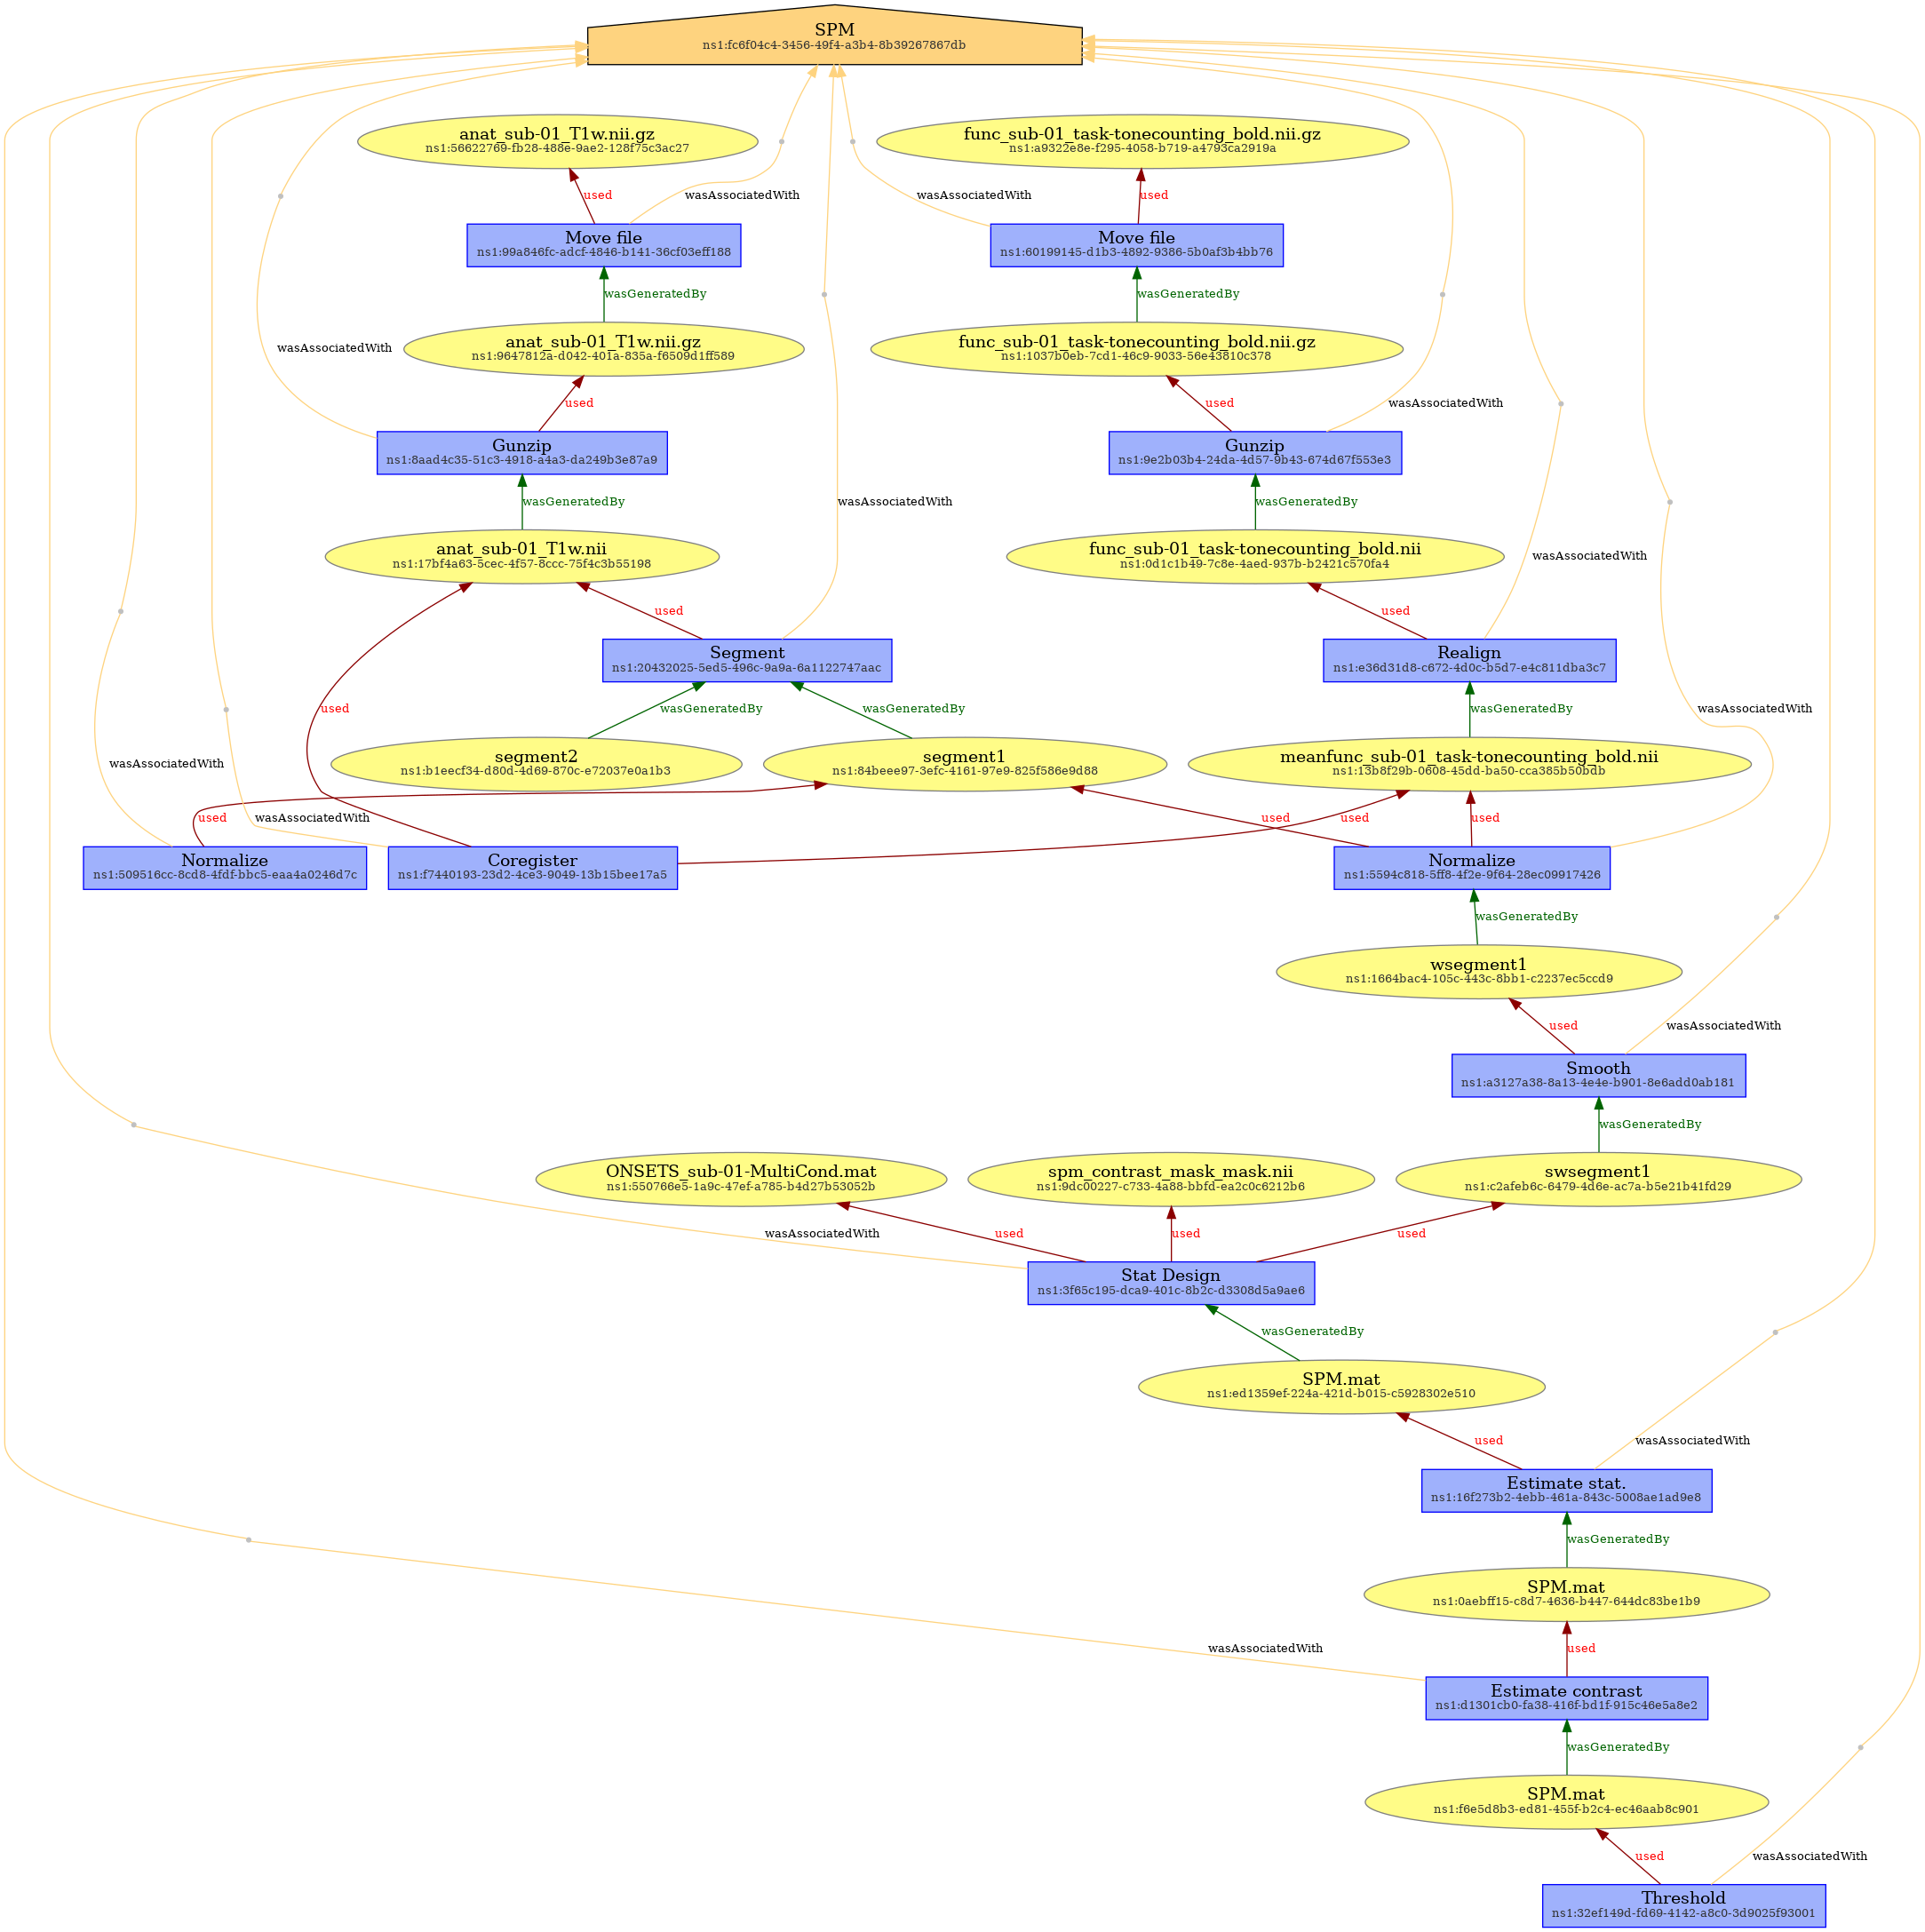 SPM
ns1:fc6f04c4-3456-49f4-a3b4-8b39267867db
anat_sub-01_T1w.nii.gz
ns1:56622769-fb28-488e-9ae2-128f75c3ac27
func_sub-01_task-tonecounting_bold.nii.gz
ns1:a9322e8e-f295-4058-b719-a4793ca2919a
used
wasAssociatedWith
wasAssociatedWith
used
Move file
ns1:99a846fc-adcf-4846-b141-36cf03eff188
Move file
ns1:60199145-d1b3-4892-9386-5b0af3b4bb76
wasGeneratedBy
wasGeneratedBy
wasAssociatedWith
anat_sub-01_T1w.nii.gz
ns1:9647812a-d042-401a-835a-f6509d1ff589
func_sub-01_task-tonecounting_bold.nii.gz
ns1:1037b0eb-7cd1-46c9-9033-56e43810c378
used
used
wasAssociatedWith
Gunzip
ns1:8aad4c35-51c3-4918-a4a3-da249b3e87a9
Gunzip
ns1:9e2b03b4-24da-4d57-9b43-674d67f553e3
wasGeneratedBy
wasAssociatedWith
wasGeneratedBy
anat_sub-01_T1w.nii
ns1:17bf4a63-5cec-4f57-8ccc-75f4c3b55198
func_sub-01_task-tonecounting_bold.nii
ns1:0d1c1b49-7c8e-4aed-937b-b2421c570fa4
wasAssociatedWith
used
used
Segment
ns1:20432025-5ed5-496c-9a9a-6a1122747aac
Realign
ns1:e36d31d8-c672-4d0c-b5d7-e4c811dba3c7
used
wasGeneratedBy
wasGeneratedBy
wasGeneratedBy
wasAssociatedWith
wasAssociatedWith
segment2
ns1:b1eecf34-d80d-4d69-870c-e72037e0a1b3
segment1
ns1:84beee97-3efc-4161-97e9-825f586e9d88
meanfunc_sub-01_task-tonecounting_bold.nii
ns1:13b8f29b-0608-45dd-ba50-cca385b50bdb
used
wasAssociatedWith
used
used
used
Normalize
ns1:509516cc-8cd8-4fdf-bbc5-eaa4a0246d7c
Coregister
ns1:f7440193-23d2-4ce3-9049-13b15bee17a5
Normalize
ns1:5594c818-5ff8-4f2e-9f64-28ec09917426
wasGeneratedBy
wsegment1
ns1:1664bac4-105c-443c-8bb1-c2237ec5ccd9
used
wasAssociatedWith
Smooth
ns1:a3127a38-8a13-4e4e-b901-8e6add0ab181
wasGeneratedBy
ONSETS_sub-01-MultiCond.mat
ns1:550766e5-1a9c-47ef-a785-b4d27b53052b
spm_contrast_mask_mask.nii
ns1:9dc00227-c733-4a88-bbfd-ea2c0c6212b6
swsegment1
ns1:c2afeb6c-6479-4d6e-ac7a-b5e21b41fd29
wasAssociatedWith
used
used
used
Stat Design
ns1:3f65c195-dca9-401c-8b2c-d3308d5a9ae6
wasGeneratedBy
SPM.mat
ns1:ed1359ef-224a-421d-b015-c5928302e510
used
wasAssociatedWith
Estimate stat.
ns1:16f273b2-4ebb-461a-843c-5008ae1ad9e8
wasGeneratedBy
SPM.mat
ns1:0aebff15-c8d7-4636-b447-644dc83be1b9
wasAssociatedWith
used
Estimate contrast
ns1:d1301cb0-fa38-416f-bd1f-915c46e5a8e2
wasGeneratedBy
SPM.mat
ns1:f6e5d8b3-ed81-455f-b2c4-ec46aab8c901
used
wasAssociatedWith
Threshold
ns1:32ef149d-fd69-4142-a8c0-3d9025f93001